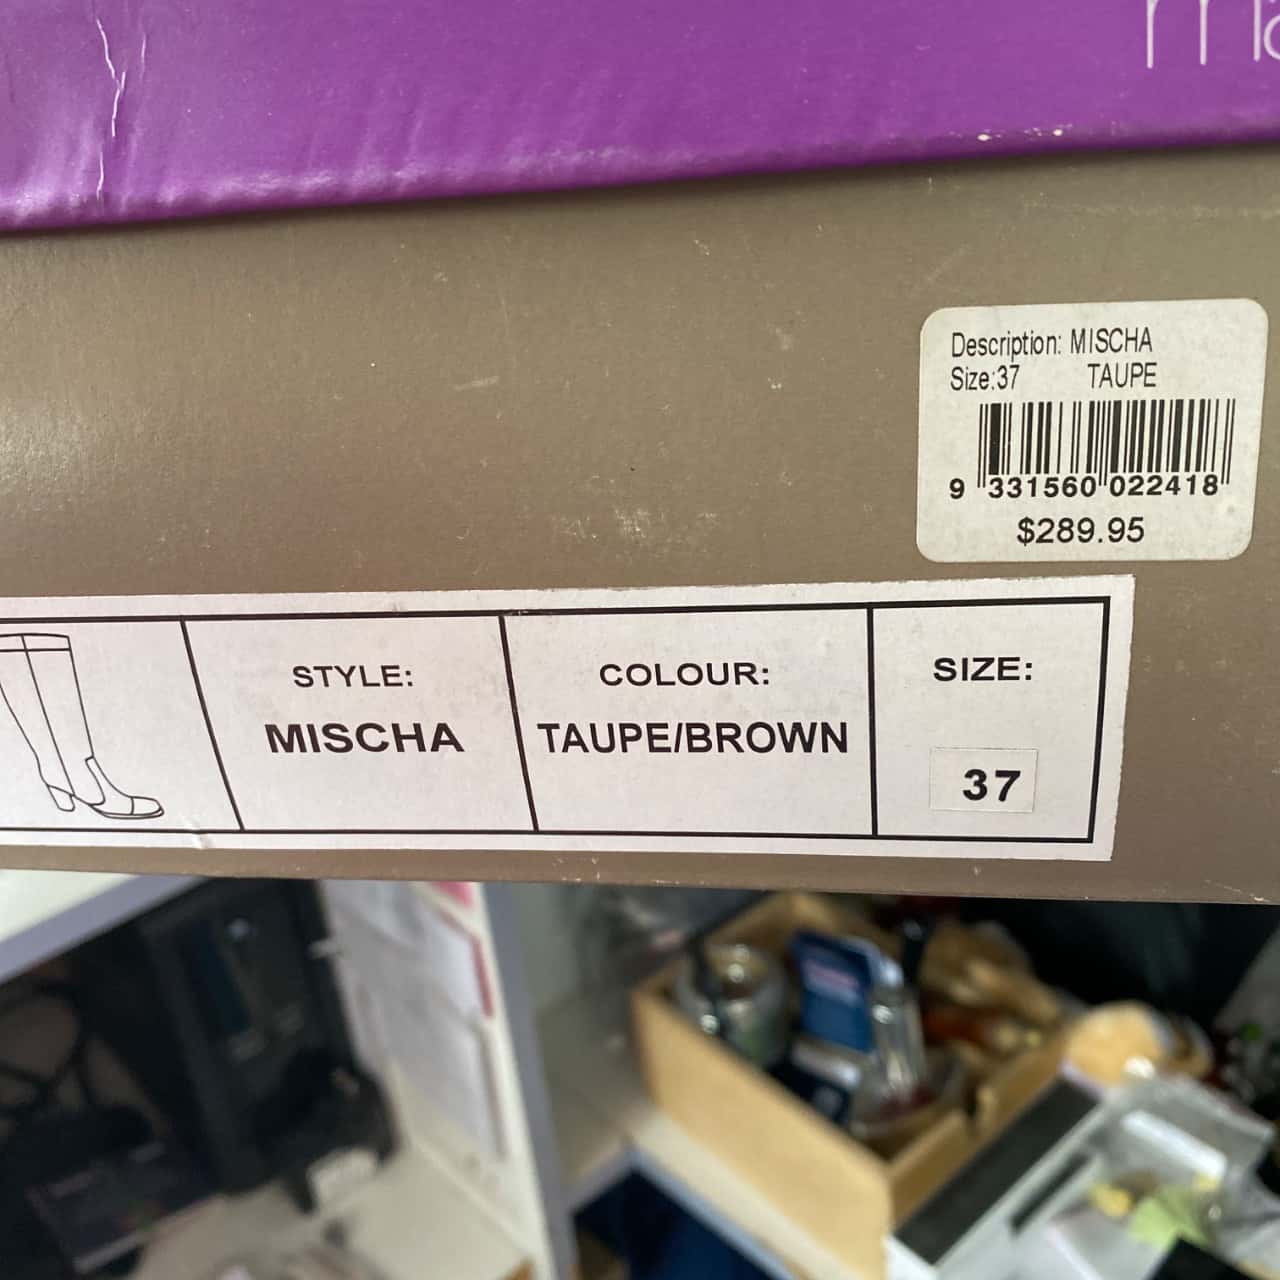 Description: MISCHA
Size:37 TAUPE
9 331560 022418
$289.95
STYLE:
MISCHA
COLOUR:
TAUPE/BROWN
SIZE:
37